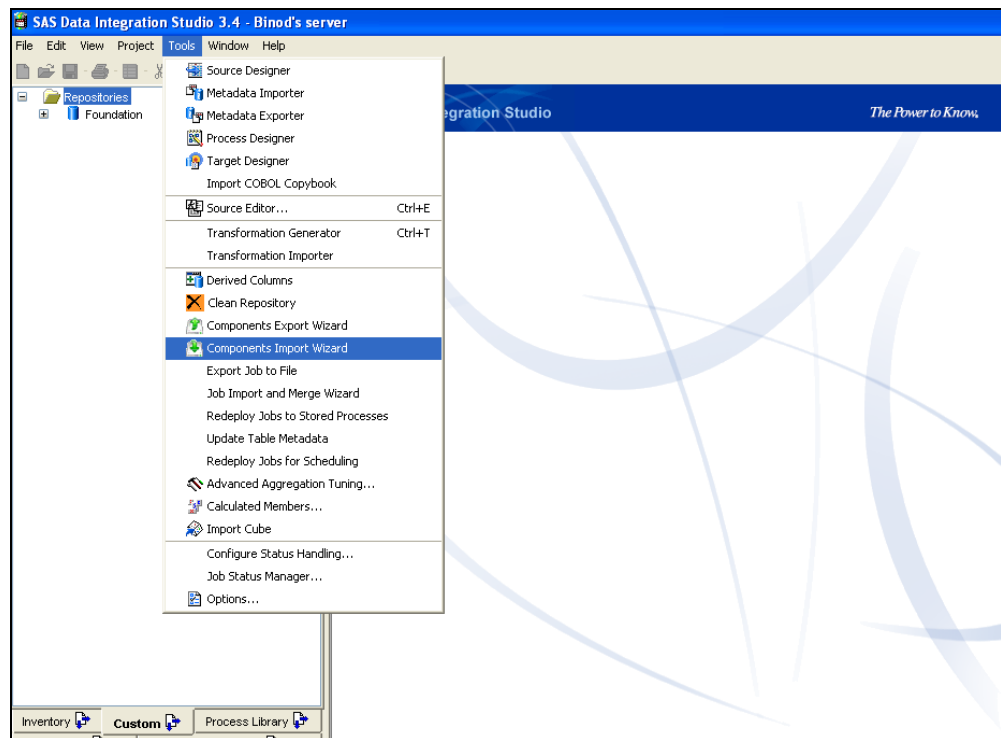 SAS Data Integration Studio 3.4 - Binod's server
File Edit View Project Tools Window Help
Source Designer
Repositories
Metadata Importer
Foundation
Metadata Exporter
gration Studio
The Power to Know,
Process Designer
Target Designer
Import COBOL Copybook
Source Editor... Ctrl+E
Transformation Generator Ctrl+T
Transformation Importer
Derived Columns
Clean Repository
Components Export Wizard
Components Import Wizard
Export Job to File
Job Import and Merge Wizard
Redeploy Jobs to Stored Processes
Update Table Metadata
Redeploy Jobs for Scheduling
Advanced Aggregation Tuning...
Calculated Members...
Import Cube
Configure Status Handling...
Job Status Manager...
Options...
Inventory Custom Process Library